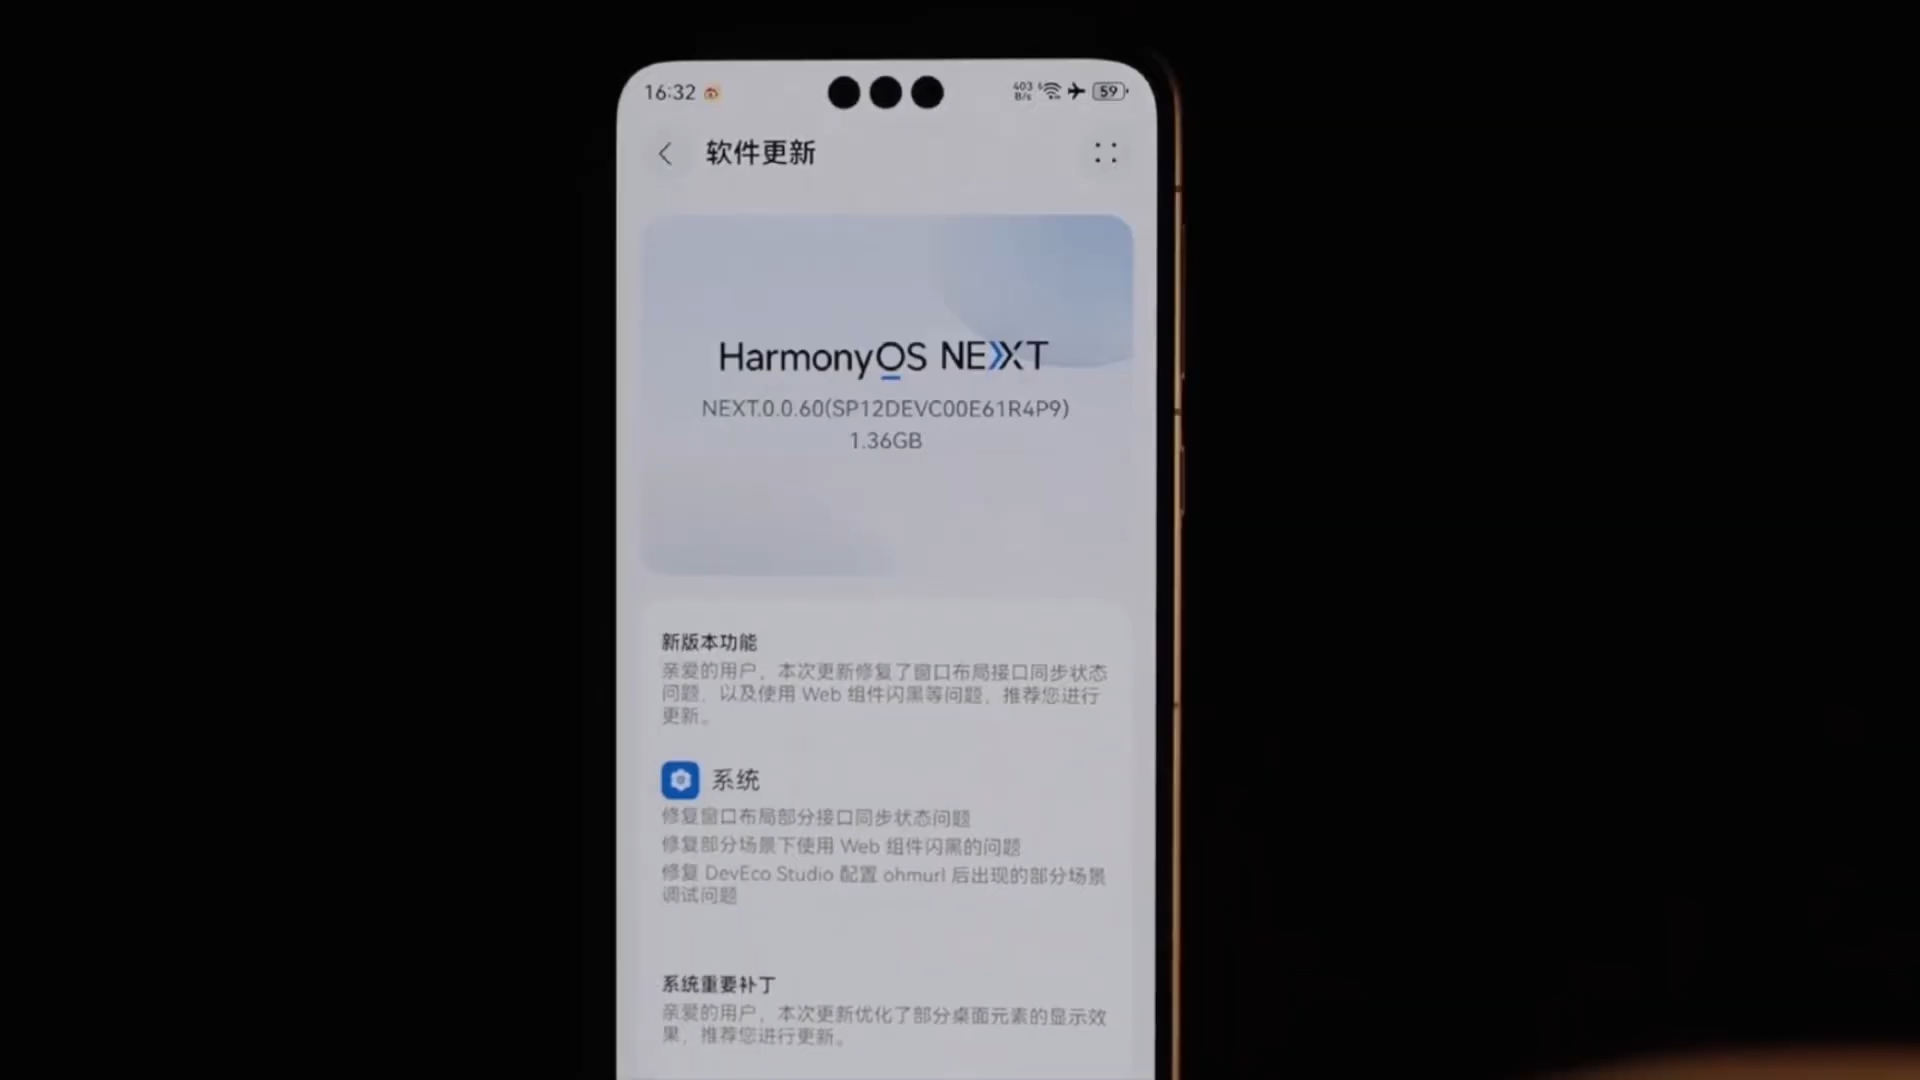 16:32
403 B/s
59
软件更新
HarmonyOS NEXT
NEXT.0.0.60(SP12DEVC00E61R4P9)
1.36GB
新版本功能
亲爱的用户，本次更新修复了窗口布局接口同步状态
问题，以及使用 Web 组件闪黑等问题，推荐您进行
更新。
系统
修复窗口布局部分接口同步状态问题
修复部分场景下使用 Web 组件闪黑的问题
修复 DevEco Studio 配置 ohmurl 后出现的部分场景
调试问题
系统重要补丁
亲爱的用户，本次更新优化了部分桌面元素的显示效
果，推荐您进行更新。